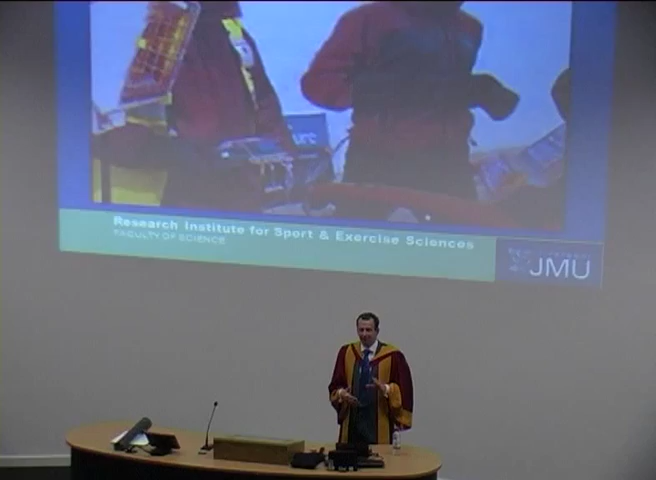 Research Institute for Sport & Exercise Sciences
FACULTY OF SCIENCE
JMU